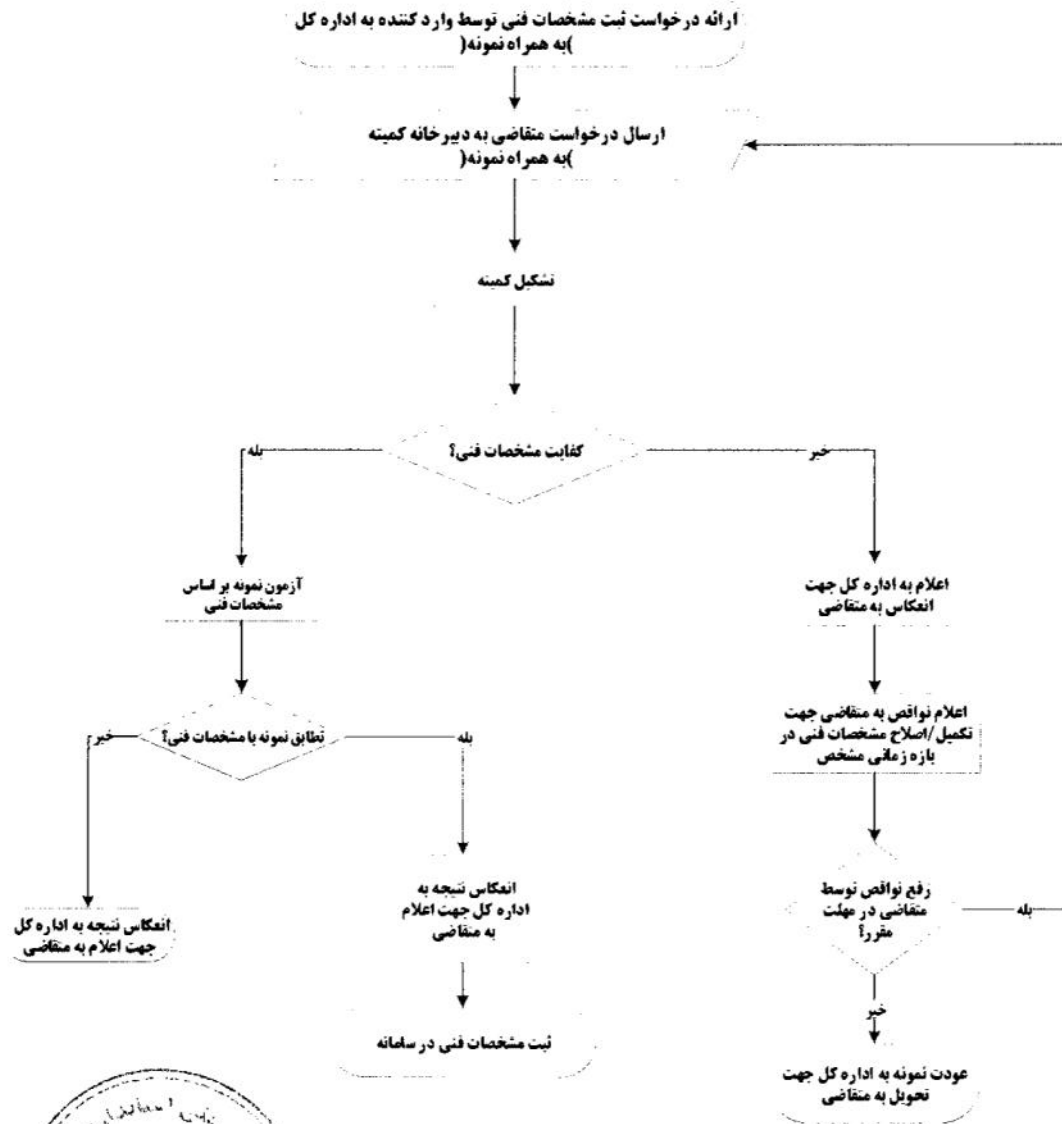 ارائه درخواست ثبت مشخصات فنی توسط وارد کننده به اداره کل
)به همراه نمونه(
ارسال درخواست متقاضی به دبیرخانه کمیته
)به همراه نمونه(
تشکیل کمیته
کفایت مشخصات فنی؟
بله
خیر
آزمون نمونه بر اساس
مشخصات فنی
اعلام به اداره کل جهت
انعکاس به متقاضی
تطابق نمونه با مشخصات فنی؟
خیر
بله
اعلام نواقص به متقاضی جهت
تکمیل/اصلاح مشخصات فنی در
بازه زمانی مشخص
انعکاس نتیجه به اداره کل
جهت اعلام به متقاضی
انعکاس نتیجه به
اداره کل جهت اعلام
به متقاضی
رفع نواقص توسط
متقاضی در مهلت
مقرر؟
بله
خیر
ثبت مشخصات فنی در سامانه
عودت نمونه به اداره کل جهت
تحویل به متقاضی